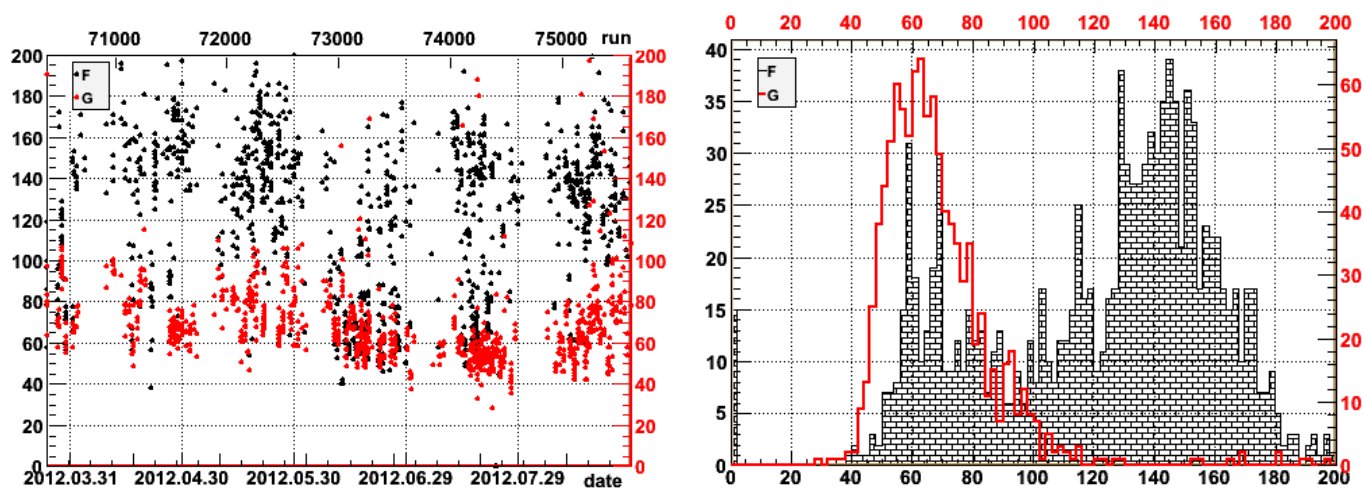 71000 72000 73000 74000 75000 run
200 180 160 140 120 100 80 60 40 20 0
F
G
200 180 160 140 120 100 80 60 40 20 0
2012.03.31 2012.04.30 2012.05.30 2012.06.29 2012.07.29 date
0 20 40 60 80 100 120 140 160 180 200
40 35 30 25 20 15 10 5 0
F
G
60 50 40 30 20 10 0
0 20 40 60 80 100 120 140 160 180 200